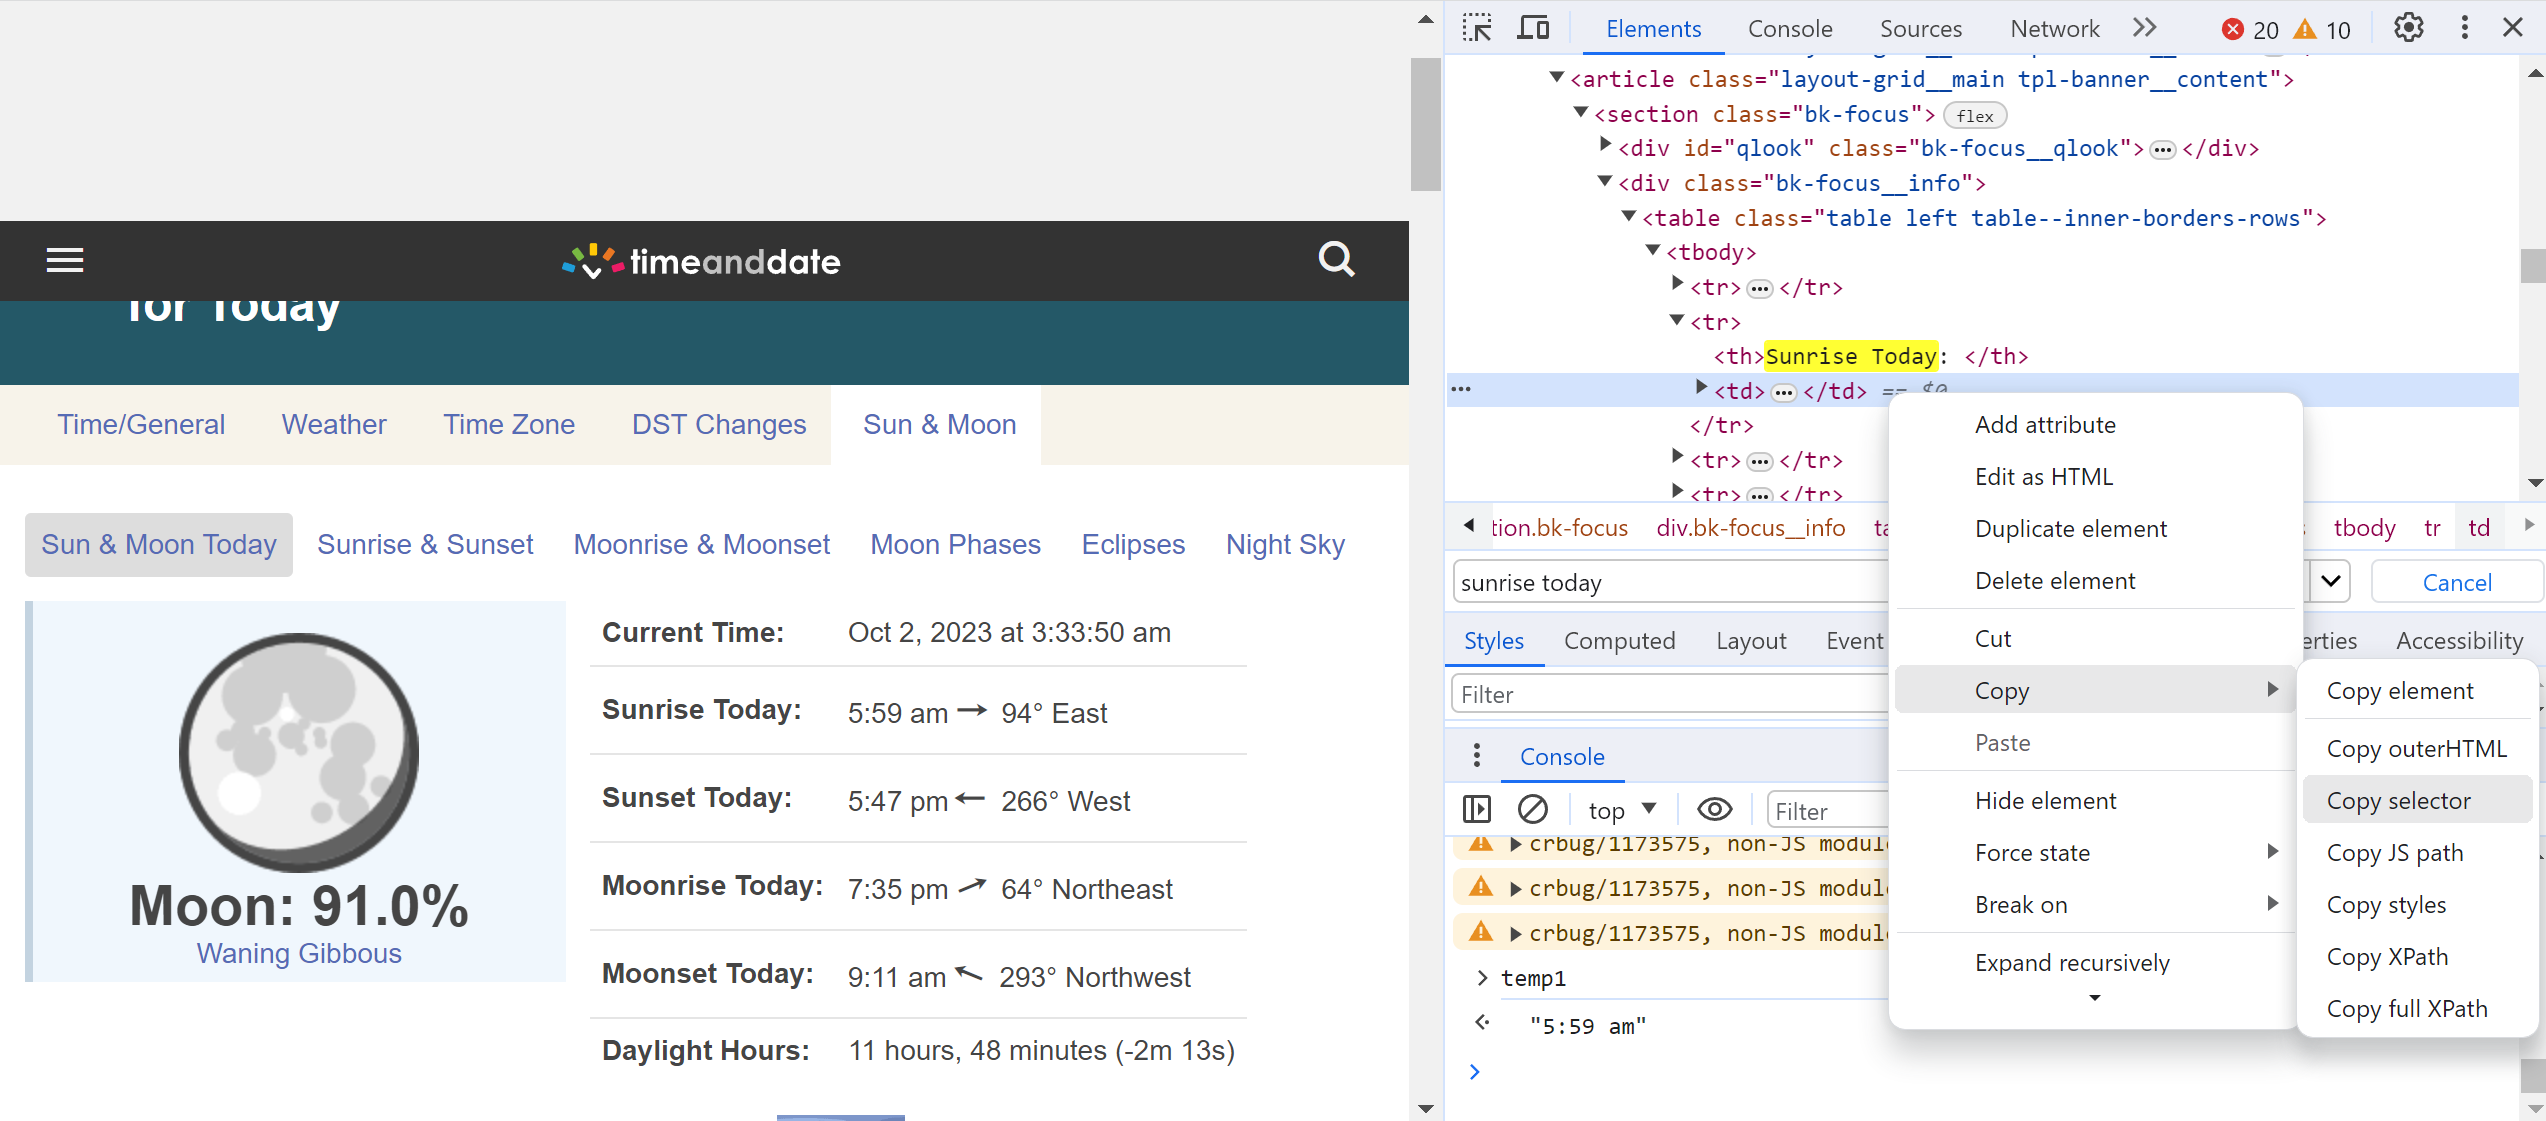 timeanddate
for Today
Time/General Weather Time Zone DST Changes Sun & Moon
Sun & Moon Today Sunrise & Sunset Moonrise & Moonset Moon Phases Eclipses Night Sky
Moon: 91.0%
Waning Gibbous
Current Time: Oct 2, 2023 at 3:33:50 am
Sunrise Today: 5:59 am → 94° East
Sunset Today: 5:47 pm ← 266° West
Moonrise Today: 7:35 pm 64° Northeast
Moonset Today: 9:11 am 293° Northwest
Daylight Hours: 11 hours, 48 minutes (-2m 13s)
Elements Console Sources Network 20 10
<article class="layout-grid__main tpl-banner__content">
<section class="bk-focus"> flex
<div id="qlook" class="bk-focus__qlook">…</div>
<div class="bk-focus__info">
<table class="table left table--inner-borders-rows">
<tbody>
<tr>…</tr>
<tr>
<th>Sunrise Today: </th>
… <td>…</td> == $0
</tr>
<tr>…</tr>
<tr>…</tr>
tion.bk-focus div.bk-focus__info ta s tbody tr td
sunrise today Cancel
Styles Computed Layout Event erties Accessibility
Filter
Console
top Filter
crbug/1173575, non-JS modul
crbug/1173575, non-JS modul
crbug/1173575, non-JS modul
temp1
"5:59 am"
Add attribute
Edit as HTML
Duplicate element
Delete element
Cut
Copy
Paste
Hide element
Force state
Break on
Expand recursively
Copy element
Copy outerHTML
Copy selector
Copy JS path
Copy styles
Copy XPath
Copy full XPath